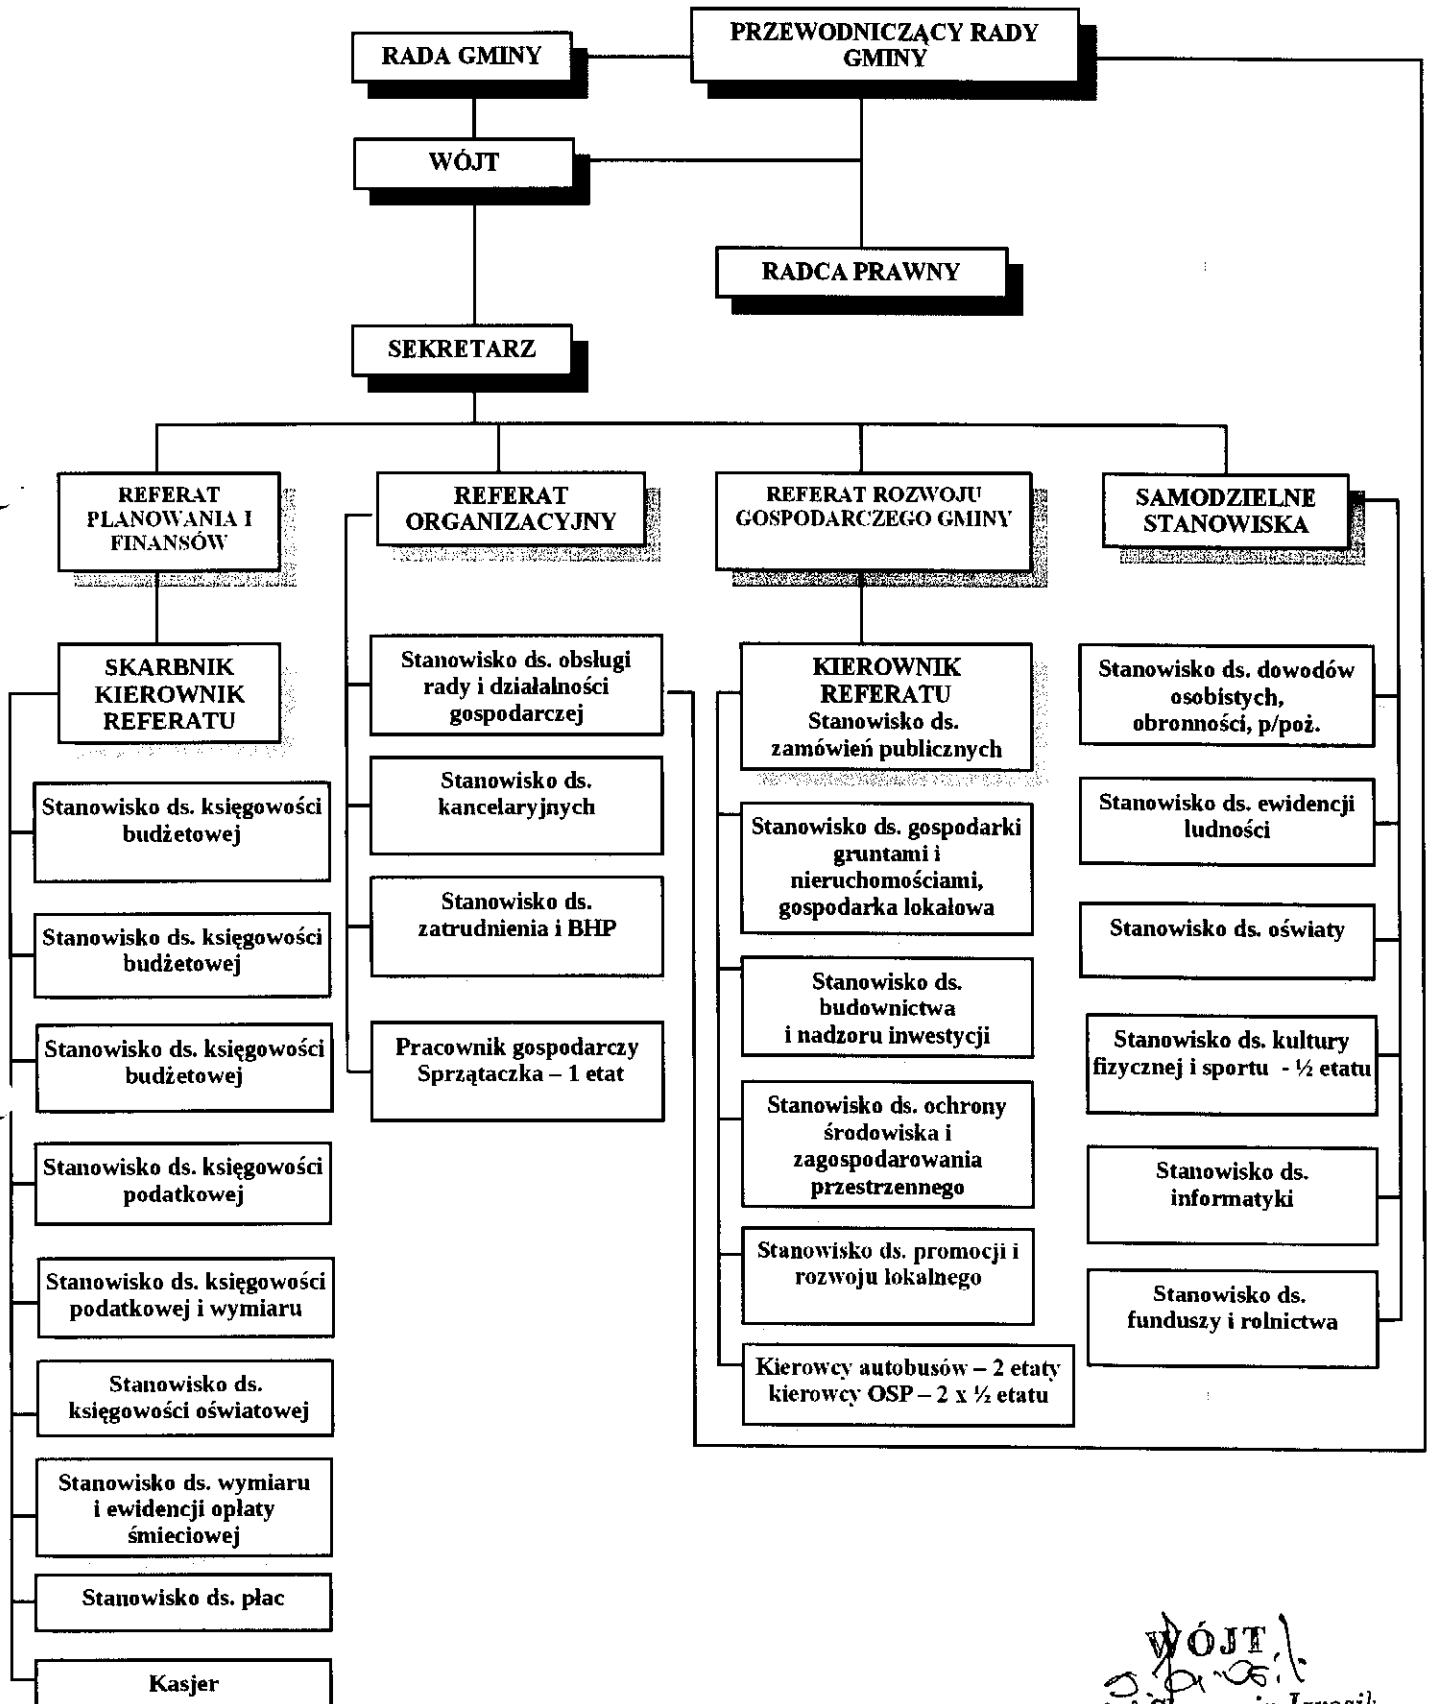 RADA GMINY
PRZEWODNICZĄCY RADY
GMINY
WÓJT
RADCA PRAWNY
SEKRETARZ
REFERAT
PLANOWANIA I
FINANSÓW
SKARBNIK
KIEROWNIK
REFERATU
Stanowisko ds. księgowości
budżetowej
Stanowisko ds. księgowości
budżetowej
Stanowisko ds. księgowości
budżetowej
Stanowisko ds. księgowości
podatkowej
Stanowisko ds. księgowości
podatkowej i wymiaru
Stanowisko ds.
księgowości oświatowej
Stanowisko ds. wymiaru
i ewidencji opłaty
śmieciowej
Stanowisko ds. płac
Kasjer
REFERAT
ORGANIZACYJNY
Stanowisko ds. obsługi
rady i działalności
gospodarczej
Stanowisko ds.
kancelaryjnych
Stanowisko ds.
zatrudnienia i BHP
Pracownik gospodarczy
Sprzątaczka – 1 etat
REFERAT ROZWOJU
GOSPODARCZEGO GMINY
KIEROWNIK
REFERATU
Stanowisko ds.
zamówień publicznych
Stanowisko ds. gospodarki
gruntami i
nieruchomościami,
gospodarka lokalowa
Stanowisko ds.
budownictwa
i nadzoru inwestycji
Stanowisko ds. ochrony
środowiska i
zagospodarowania
przestrzennego
Stanowisko ds. promocji i
rozwoju lokalnego
Kierowcy autobusów – 2 etaty
kierowcy OSP – 2 x ½ etatu
SAMODZIELNE
STANOWISKA
Stanowisko ds. dowodów
osobistych,
obronności, p/poż.
Stanowisko ds. ewidencji
ludności
Stanowisko ds. oświaty
Stanowisko ds. kultury
fizycznej i sportu - ½ etatu
Stanowisko ds.
informatyki
Stanowisko ds.
funduszy i rolnictwa
WÓJT